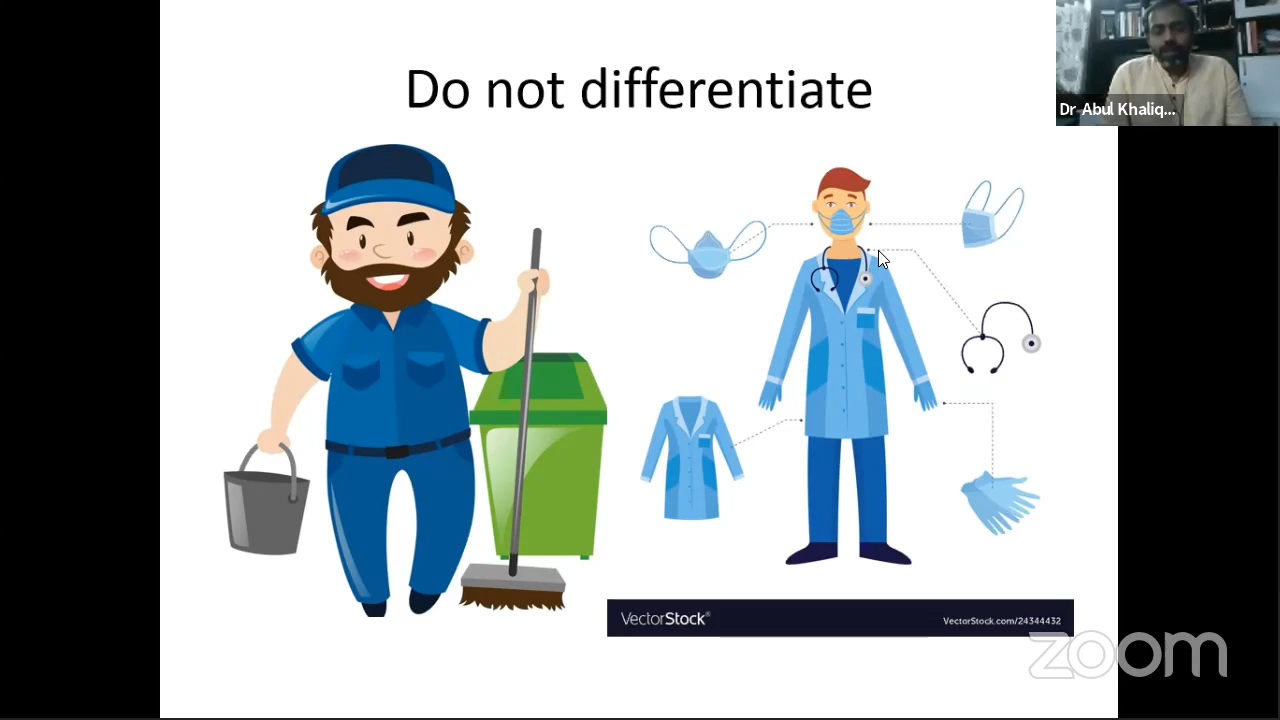 Do not differentiate
Dr Abul Khaliq...
VectorStock®
VectorStock.com/24344432
zoom